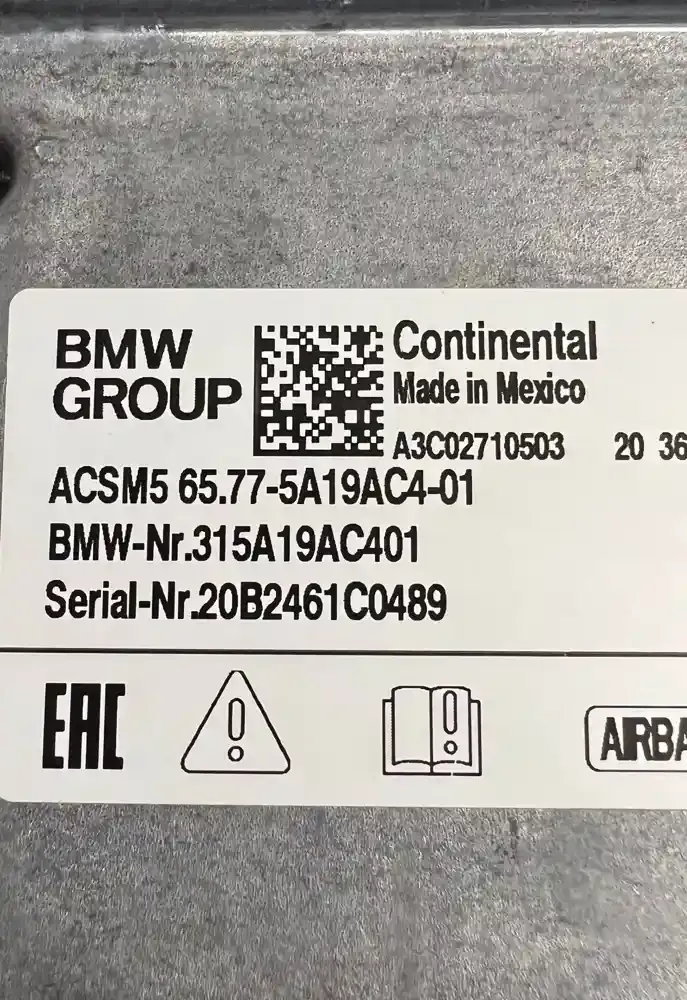 BMW
GROUP
Continental
Made in Mexico
A3C02710503 20 36
ACSM5 65.77-5A19AC4-01
BMW-Nr.315A19AC401
Serial-Nr.20B2461C0489
EAC
AIRBA